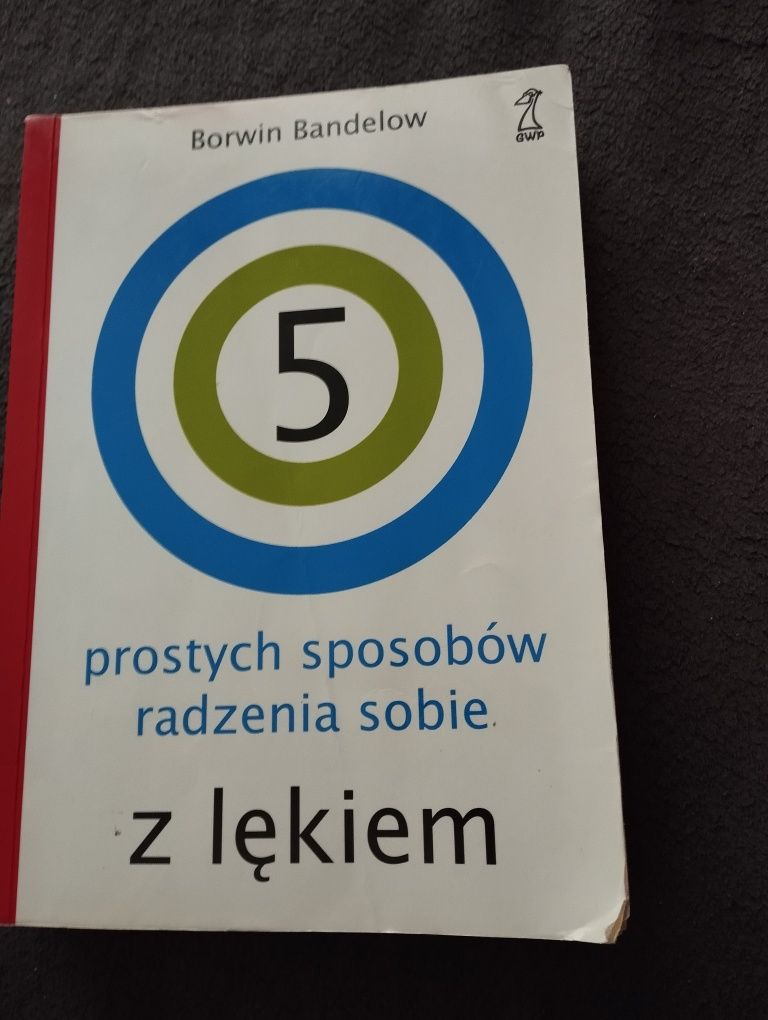 Borwin Bandelow
GWP
5
prostych sposobów
radzenia sobie
z lękiem